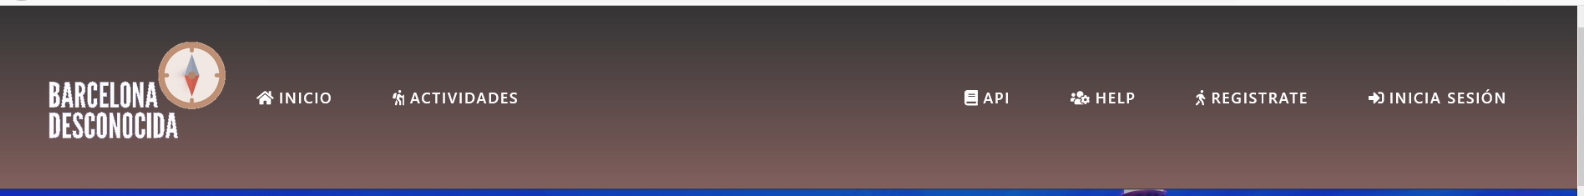 BARCELONA
DESCONOCIDA
INICIO
ACTIVIDADES
API
HELP
REGISTRATE
INICIA SESIÓN